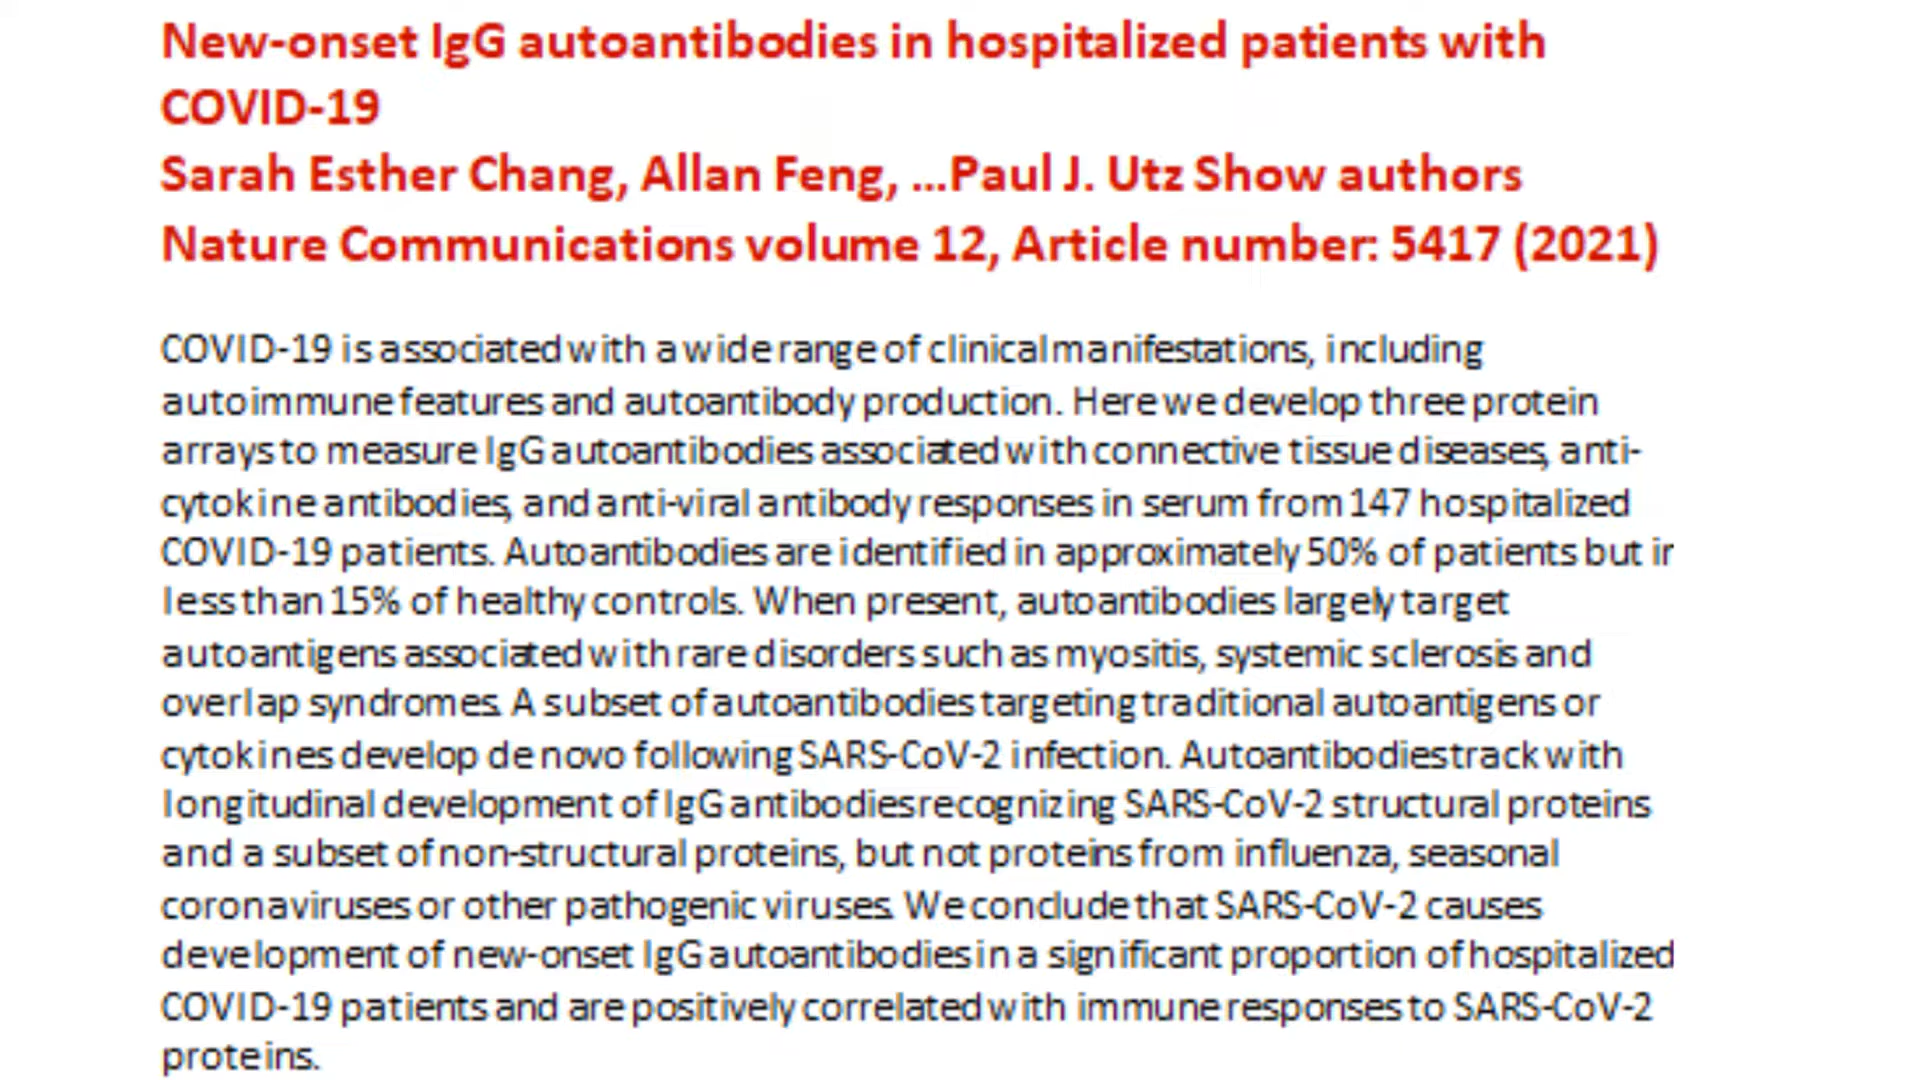 New-onset IgG autoantibodies in hospitalized patients with
COVID-19
Sarah Esther Chang, Allan Feng, ...Paul J. Utz Show authors
Nature Communications volume 12, Article number: 5417 (2021)
COVID-19 is associated with a wide range of clinical manifestations, including
autoimmune features and autoantibody production. Here we develop three protein
arrays to measure IgG autoantibodies associated with connective tissue diseases, anti-
cytokine antibodies, and anti-viral antibody responses in serum from 147 hospitalized
COVID-19 patients. Autoantibodies are identified in approximately 50% of patients but in
less than 15% of healthy controls. When present, autoantibodies largely target
autoantigens associated with rare disorders such as myositis, systemic sclerosis and
overlap syndromes. A subset of autoantibodies targeting traditional autoantigens or
cytokines develop de novo following SARS-CoV-2 infection. Autoantibodies track with
longitudinal development of IgG antibodies recognizing SARS-CoV-2 structural proteins
and a subset of non-structural proteins, but not proteins from influenza, seasonal
coronaviruses or other pathogenic viruses. We conclude that SARS-CoV-2 causes
development of new-onset IgG autoantibodies in a significant proportion of hospitalized
COVID-19 patients and are positively correlated with immune responses to SARS-CoV-2
proteins.